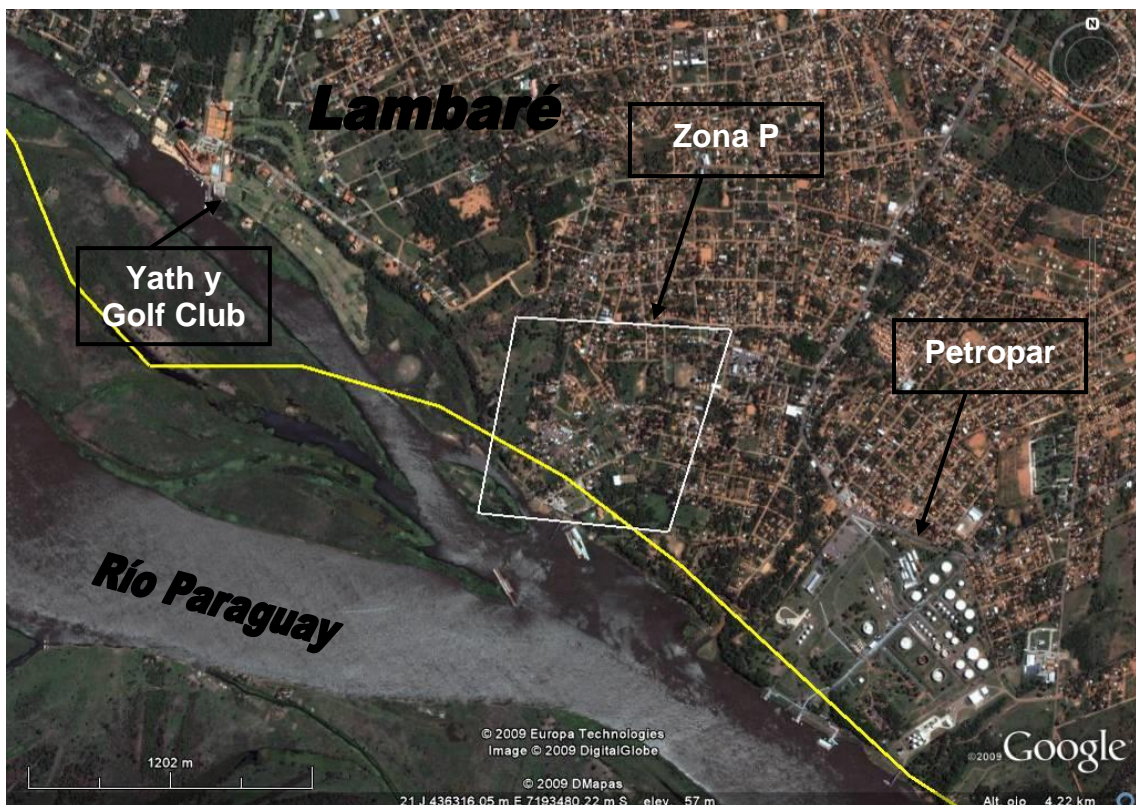 N
Lambaré
Zona P
Yath y
Golf Club
Petropar
Río Paraguay
© 2009 Europa Technologies
Image © 2009 DigitalGlobe
©2009 Google
1202 m
© 2009 DMapas
21 J 436316.05 m E 7193480.22 m S elev 57 m
Alt. ojo 4.22 km